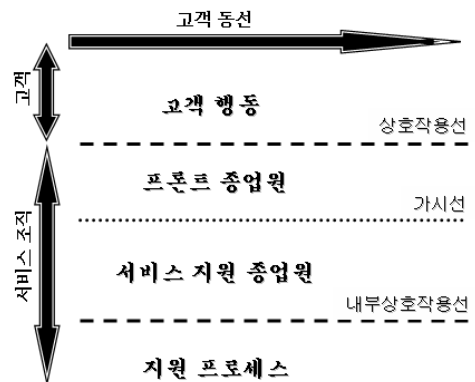 고객 동선
고객
고객 행동
상호작용선
프론트 종업원
가시선
서비스 조직
서비스 지원 종업원
내부상호작용선
지원 프로세스